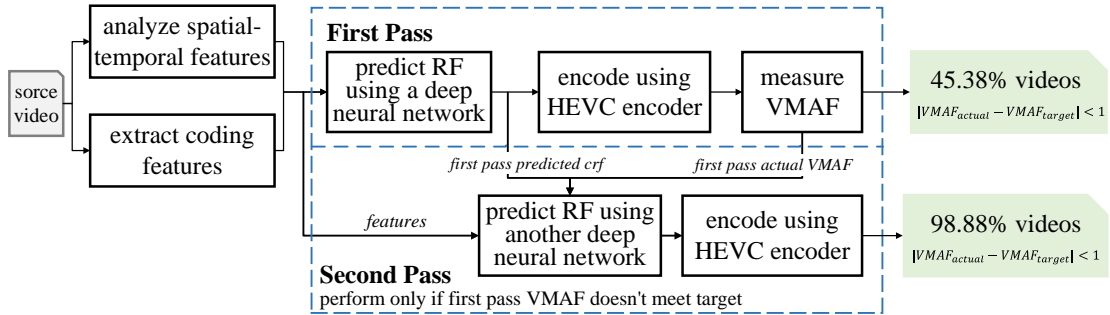 sorce
video
analyze spatial-
temporal features
extract coding
features
First Pass
predict RF
using a deep
neural network
encode using
HEVC encoder
measure
VMAF
45.38% videos
|VMAF_actual − VMAF_target| < 1
first pass predicted crf
first pass actual VMAF
features
predict RF using
another deep
neural network
encode using
HEVC encoder
98.88% videos
|VMAF_actual − VMAF_target| < 1
Second Pass
perform only if first pass VMAF doesn't meet target